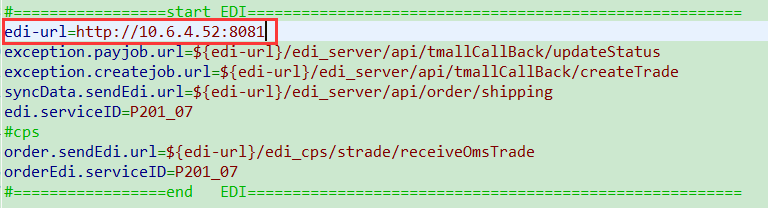 #=================start EDI=======================================================
edi-url=http://10.6.4.52:8081
exception.payjob.url=${edi-url}/edi_server/api/tmallCallBack/updateStatus
exception.createjob.url=${edi-url}/edi_server/api/tmallCallBack/createTrade
syncData.sendEdi.url=${edi-url}/edi_server/api/order/shipping
edi.serviceID=P201_07
#cps
order.sendEdi.url=${edi-url}/edi_cps/strade/receiveOmsTrade
orderEdi.serviceID=P201_07
#=================end   EDI=======================================================